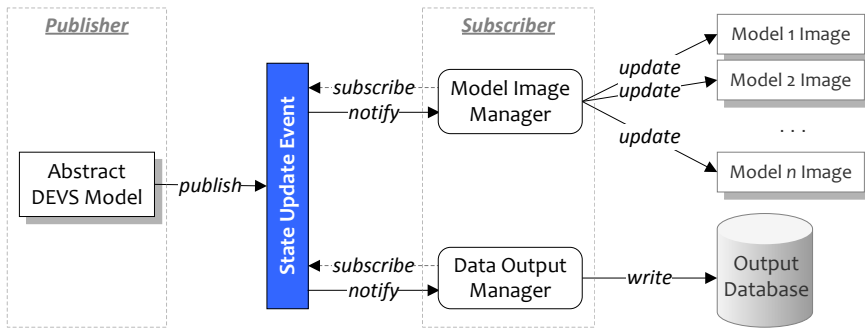 Publisher
Subscriber
Abstract
DEVS Model
publish
State Update Event
subscribe
notify
Model Image
Manager
update
update
update
Model 1 Image
Model 2 Image
. . .
Model n Image
subscribe
notify
Data Output
Manager
write
Output
Database